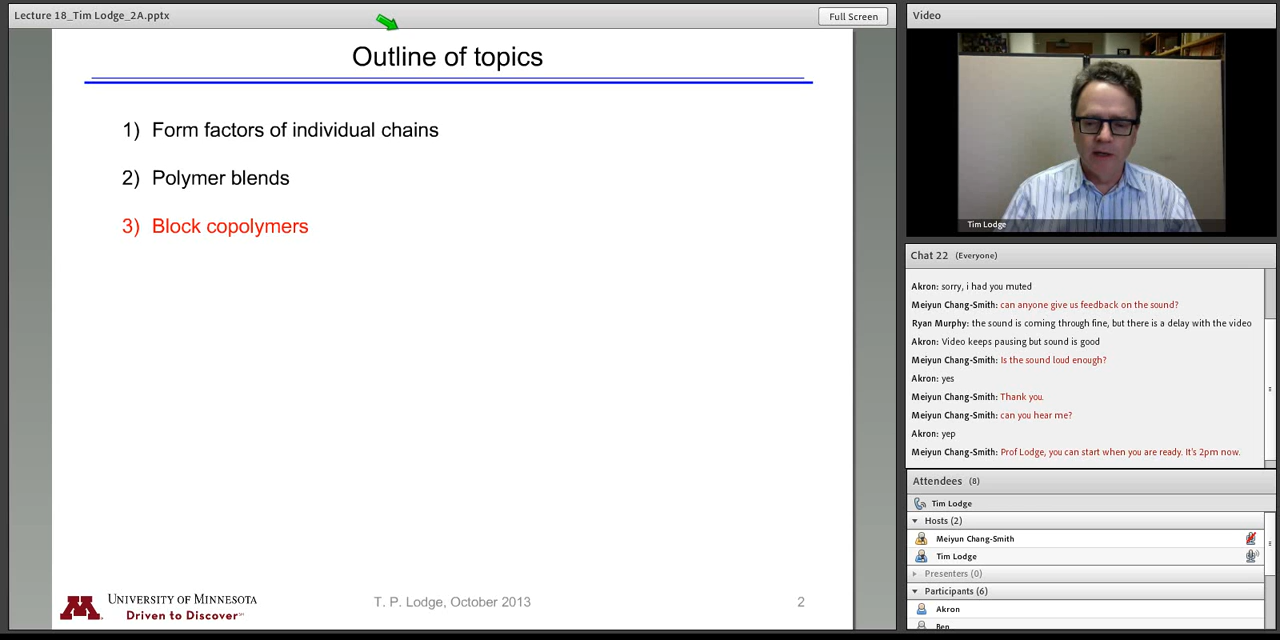 Lecture 18_Tim Lodge_2A.pptx
Full Screen
Outline of topics
1) Form factors of individual chains
2) Polymer blends
3) Block copolymers
UNIVERSITY OF MINNESOTA
Driven to Discover℠
T. P. Lodge, October 2013
2
Video
Tim Lodge
Chat 22 (Everyone)
Akron: sorry, i had you muted
Meiyun Chang-Smith: can anyone give us feedback on the sound?
Ryan Murphy: the sound is coming through fine, but there is a delay with the video
Akron: Video keeps pausing but sound is good
Meiyun Chang-Smith: Is the sound loud enough?
Akron: yes
Meiyun Chang-Smith: Thank you.
Meiyun Chang-Smith: can you hear me?
Akron: yep
Meiyun Chang-Smith: Prof Lodge, you can start when you are ready. It's 2pm now.
Attendees (8)
Tim Lodge
Hosts (2)
Meiyun Chang-Smith
Tim Lodge
Presenters (0)
Participants (6)
Akron
Ben